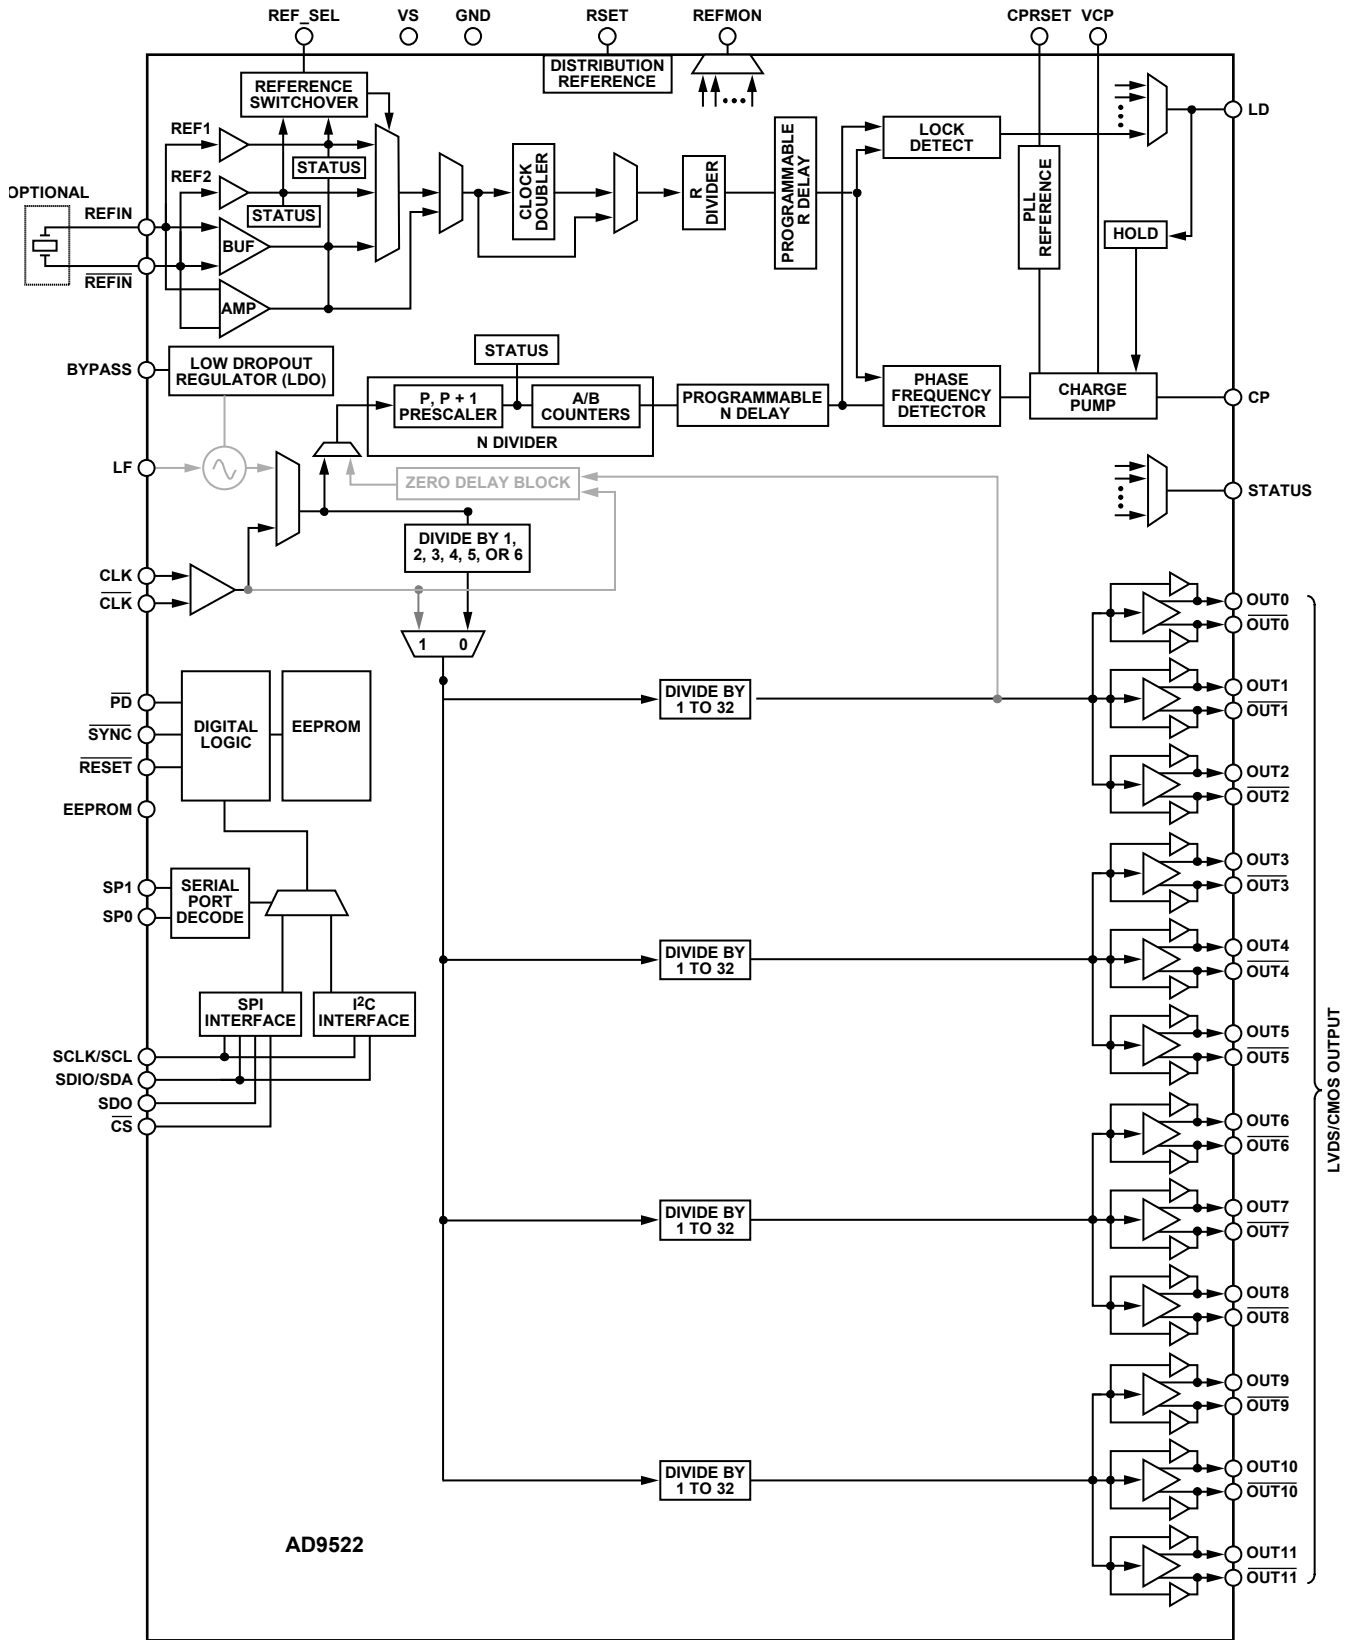 REF_SEL
VS
GND
RSET
REFMON
CPRSET
VCP
DISTRIBUTION
REFERENCE
REFERENCE
SWITCHOVER
REF1
REF2
STATUS
STATUS
OPTIONAL
REFIN
REFIN
BUF
AMP
CLOCK
DOUBLER
R
DIVIDER
PROGRAMMABLE
R DELAY
LOCK
DETECT
PLL
REFERENCE
HOLD
LD
BYPASS
LOW DROPOUT
REGULATOR (LDO)
STATUS
P, P + 1
PRESCALER
A/B
COUNTERS
N DIVIDER
PROGRAMMABLE
N DELAY
PHASE
FREQUENCY
DETECTOR
CHARGE
PUMP
CP
LF
ZERO DELAY BLOCK
STATUS
DIVIDE BY 1,
2, 3, 4, 5, OR 6
CLK
CLK
1 0
OUT0
OUT0
PD
SYNC
RESET
EEPROM
DIGITAL
LOGIC
EEPROM
DIVIDE BY
1 TO 32
OUT1
OUT1
OUT2
OUT2
SP1
SP0
SERIAL
PORT
DECODE
OUT3
OUT3
DIVIDE BY
1 TO 32
OUT4
OUT4
SPI
INTERFACE
I2C
INTERFACE
OUT5
OUT5
SCLK/SCL
SDIO/SDA
SDO
CS
LVDS/CMOS OUTPUT
OUT6
OUT6
DIVIDE BY
1 TO 32
OUT7
OUT7
OUT8
OUT8
OUT9
OUT9
DIVIDE BY
1 TO 32
OUT10
OUT10
AD9522
OUT11
OUT11